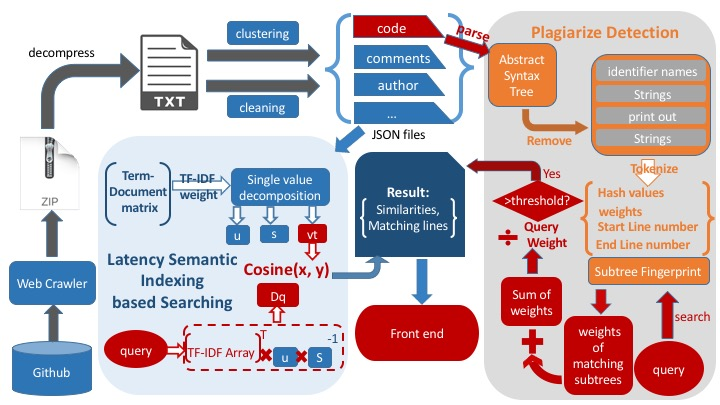 decompress
TXT
clustering
cleaning
code
comments
author
...
JSON files
parse
Plagiarize Detection
Abstract
Syntax
Tree
Remove
identifier names
Strings
print out
Strings
Tokenize
Hash values
weights
Start Line number
End Line number
Subtree Fingerprint
search
query
weights
of
matching
subtrees
Sum of
weights
÷ Query
Weight
>threshold?
Yes
ZIP
Web Crawler
Github
Term-
Document
matrix
TF-IDF
weight
Single value
decomposition
u
s
vt
Latency Semantic
Indexing
based Searching
Cosine(x, y)
Dq
query
TF-IDF Array
T
u
S
-1
Result:
Similarities,
Matching lines
Front end